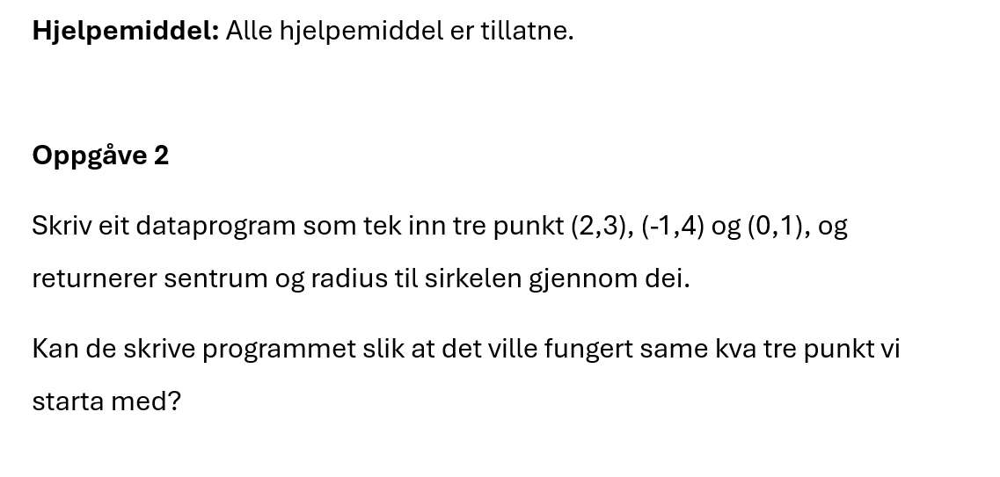 Hjelpemiddel: Alle hjelpemiddel er tillatne.
Oppgåve 2
Skriv eit dataprogram som tek inn tre punkt (2,3), (-1,4) og (0,1), og
returnerer sentrum og radius til sirkelen gjennom dei.
Kan de skrive programmet slik at det ville fungert same kva tre punkt vi
starta med?